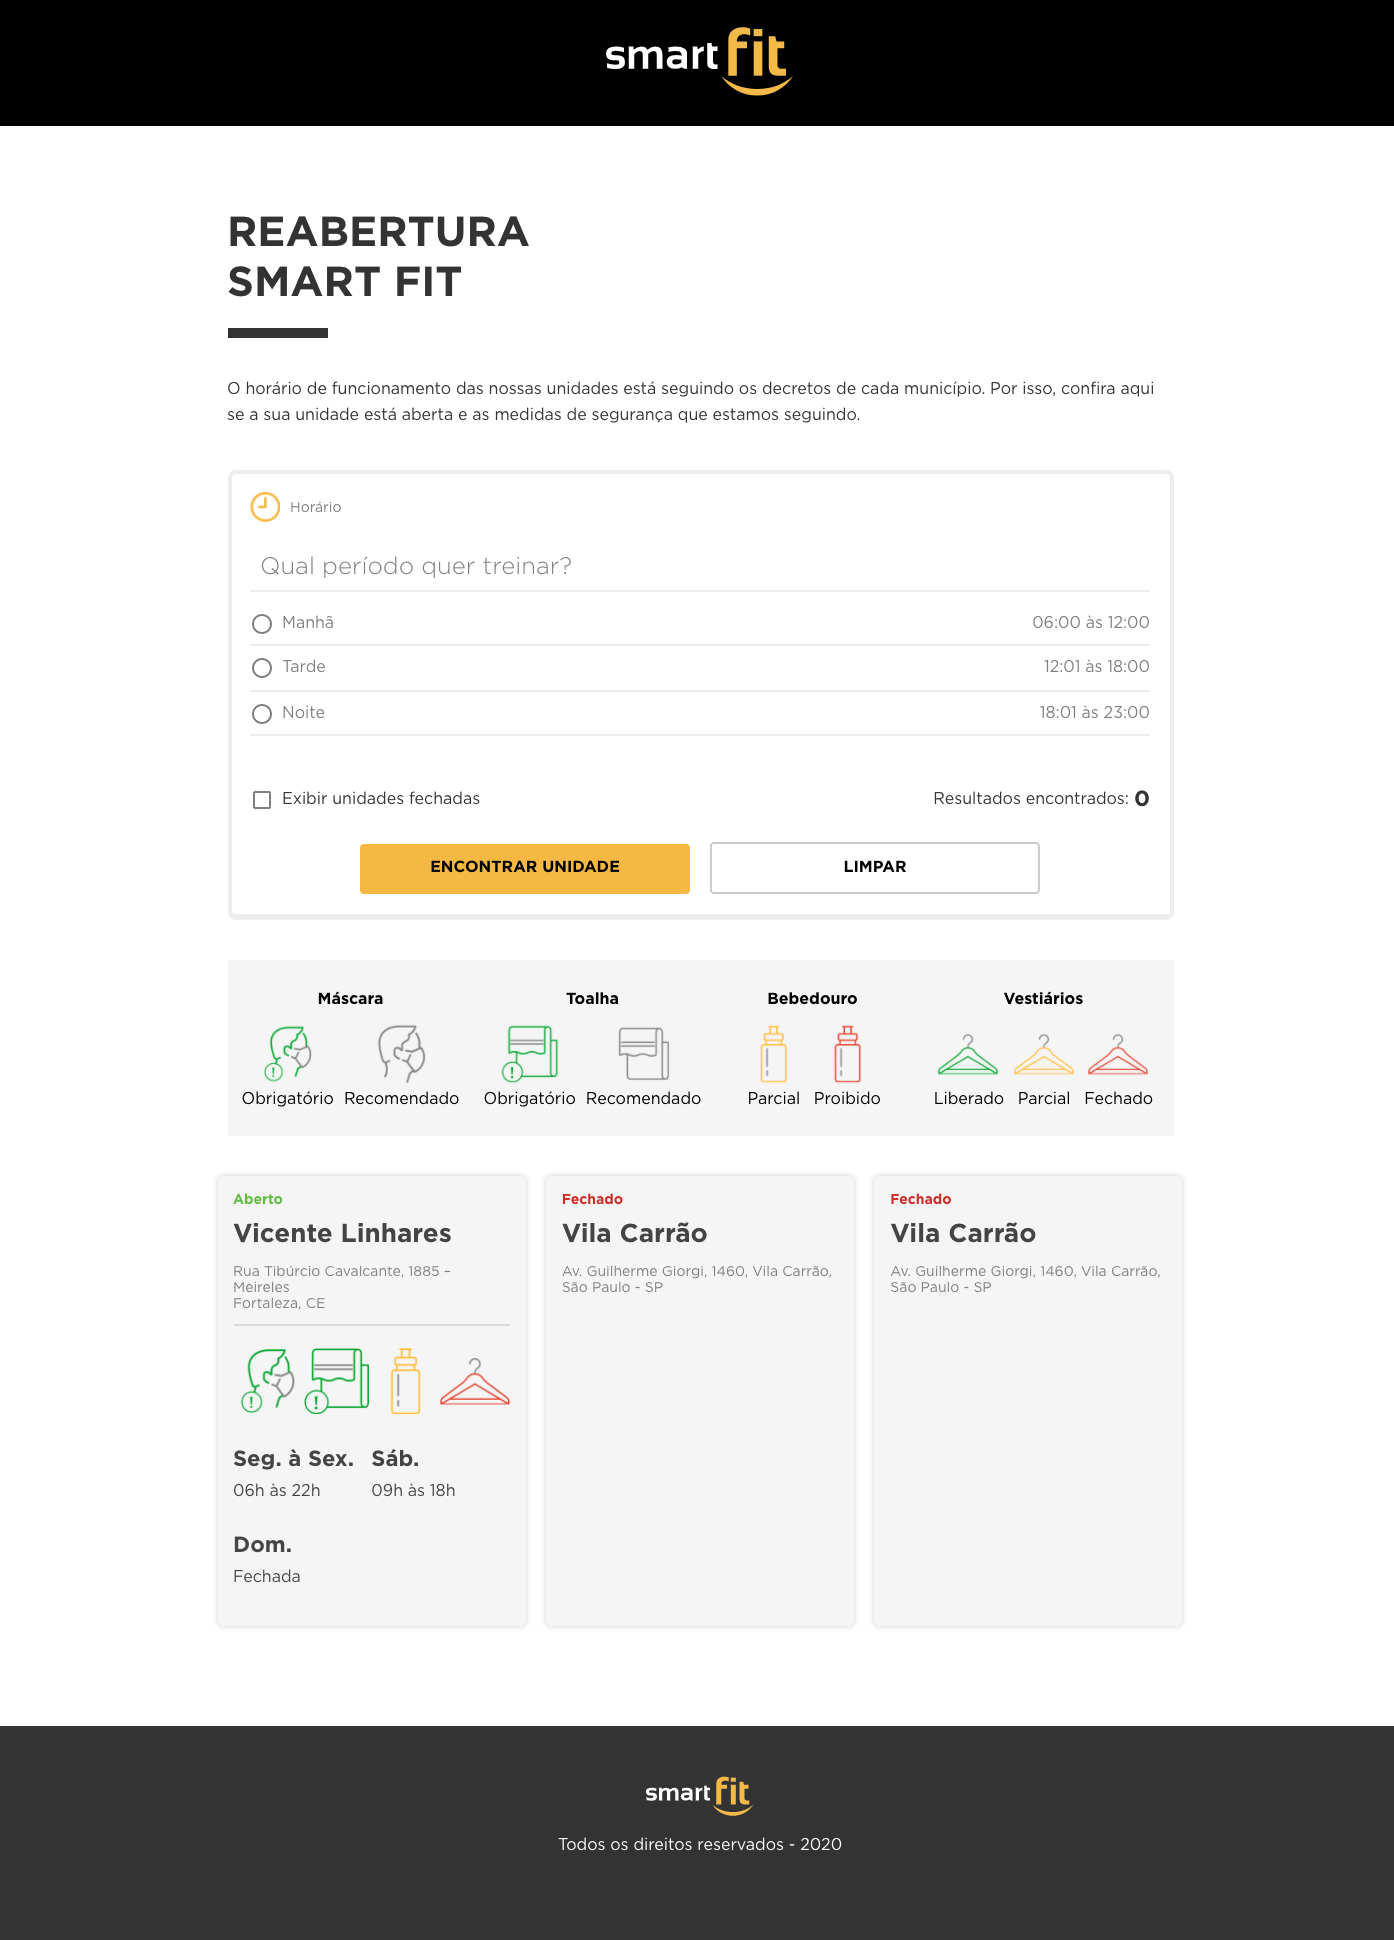 smart fit
REABERTURA
SMART FIT
O horário de funcionamento das nossas unidades está seguindo os decretos de cada município. Por isso, confira aqui
se a sua unidade está aberta e as medidas de segurança que estamos seguindo.
Horário
Qual período quer treinar?
Manhã 06:00 às 12:00
Tarde 12:01 às 18:00
Noite 18:01 às 23:00
Exibir unidades fechadas Resultados encontrados: 0
ENCONTRAR UNIDADE LIMPAR
Máscara Toalha Bebedouro Vestiários
Obrigatório Recomendado Obrigatório Recomendado Parcial Proibido Liberado Parcial Fechado
Aberto
Vicente Linhares
Rua Tibúrcio Cavalcante, 1885 –
Meireles
Fortaleza, CE
Seg. à Sex. Sáb.
06h às 22h 09h às 18h
Dom.
Fechada
Fechado
Vila Carrão
Av. Guilherme Giorgi, 1460, Vila Carrão,
São Paulo - SP
Fechado
Vila Carrão
Av. Guilherme Giorgi, 1460, Vila Carrão,
São Paulo - SP
smart fit
Todos os direitos reservados - 2020